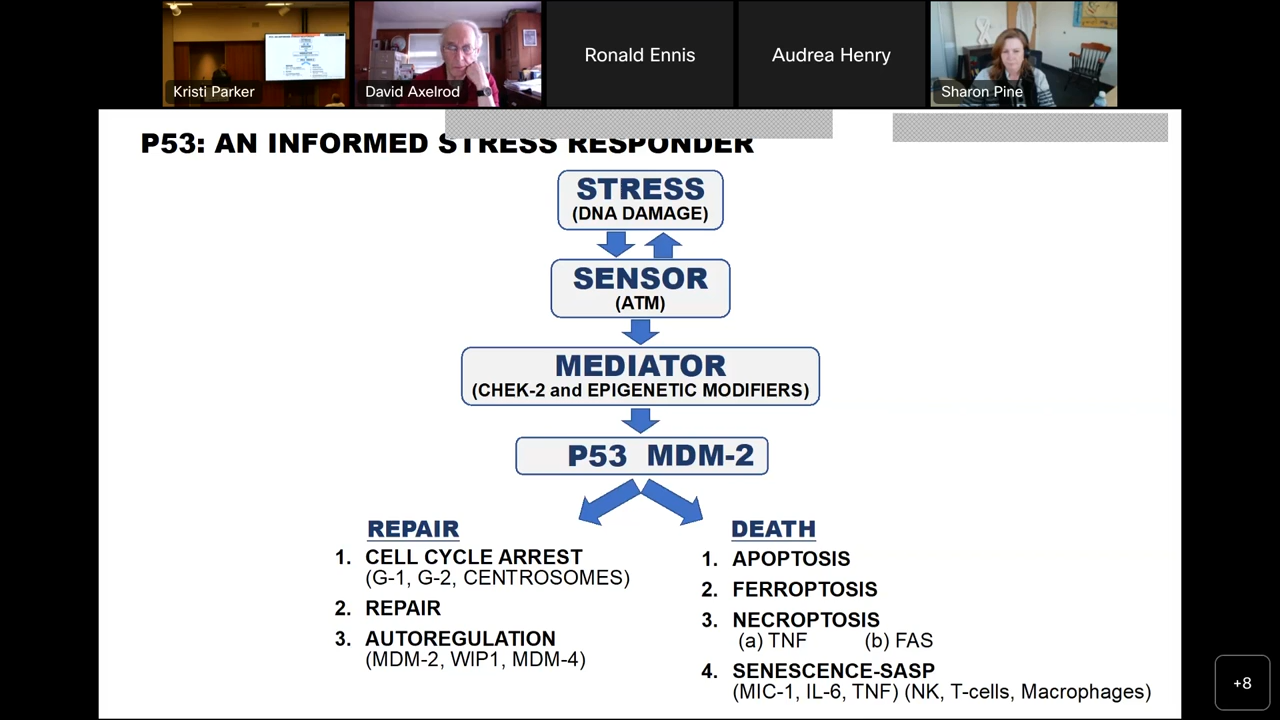 Ronald Ennis
Audrea Henry
Kristi Parker
David Axelrod
Sharon Pine
P53: AN INFORMED STRESS RESPONDER
STRESS
(DNA DAMAGE)
SENSOR
(ATM)
MEDIATOR
(CHEK-2 and EPIGENETIC MODIFIERS)
P53 MDM-2
REPAIR
1. CELL CYCLE ARREST
(G-1, G-2, CENTROSOMES)
2. REPAIR
3. AUTOREGULATION
(MDM-2, WIP1, MDM-4)
DEATH
1. APOPTOSIS
2. FERROPTOSIS
3. NECROPTOSIS
(a) TNF (b) FAS
4. SENESCENCE-SASP
(MIC-1, IL-6, TNF) (NK, T-cells, Macrophages)
+8